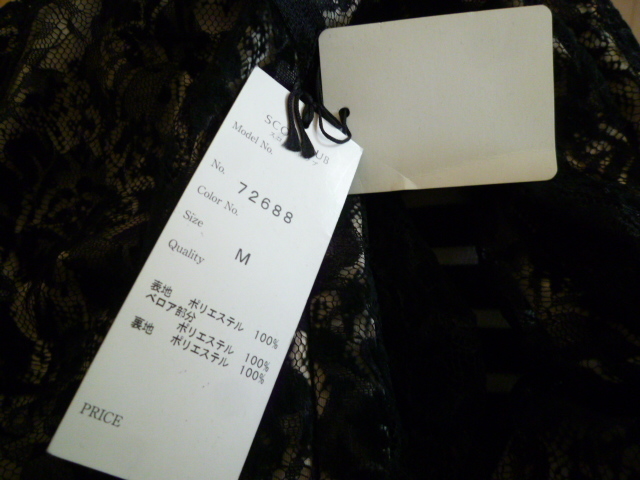 Model No.
No. 72688
Color No.
Size M
Quality
表地 ポリエステル 100%
ベロア部分
ポリエステル 100%
裏地 ポリエステル 100%
PRICE